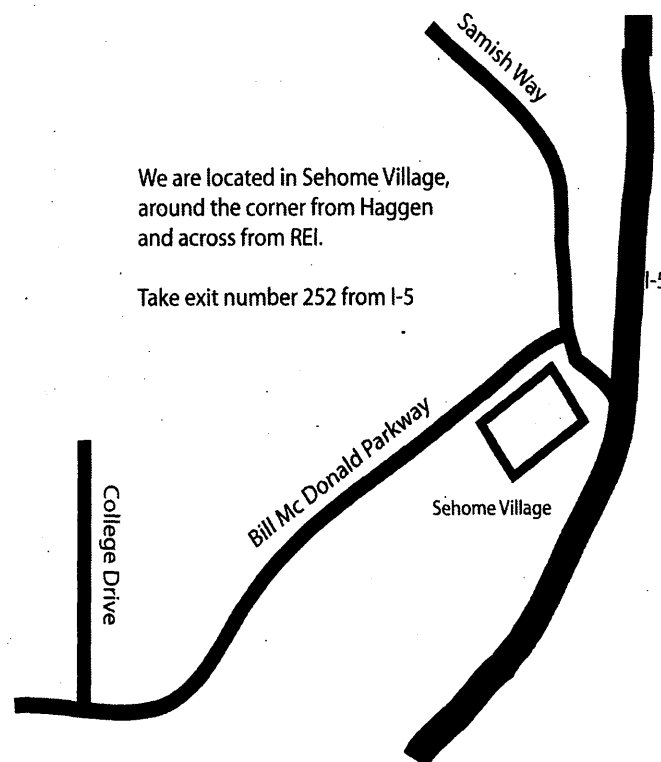 Samish Way
We are located in Sehome Village,
around the corner from Haggen
and across from REI.
Take exit number 252 from I-5
I-5
Bill Mc Donald Parkway
College Drive
Sehome Village